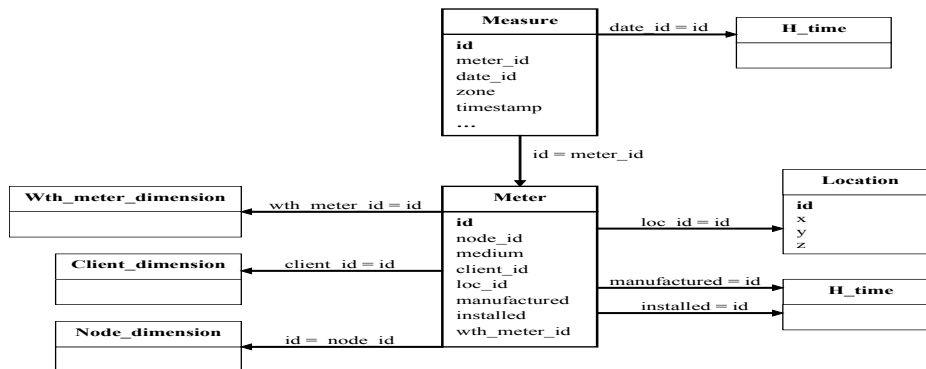 Measure
id
meter_id
date_id
zone
timestamp
...
date_id = id
H_time
id = meter_id
Wth_meter_dimension
wth_meter_id = id
Client_dimension
client_id = id
Node_dimension
id = node_id
Meter
id
node_id
medium
client_id
loc_id
manufactured
installed
wth_meter_id
loc_id = id
Location
id
x
y
z
manufactured = id
installed = id
H_time